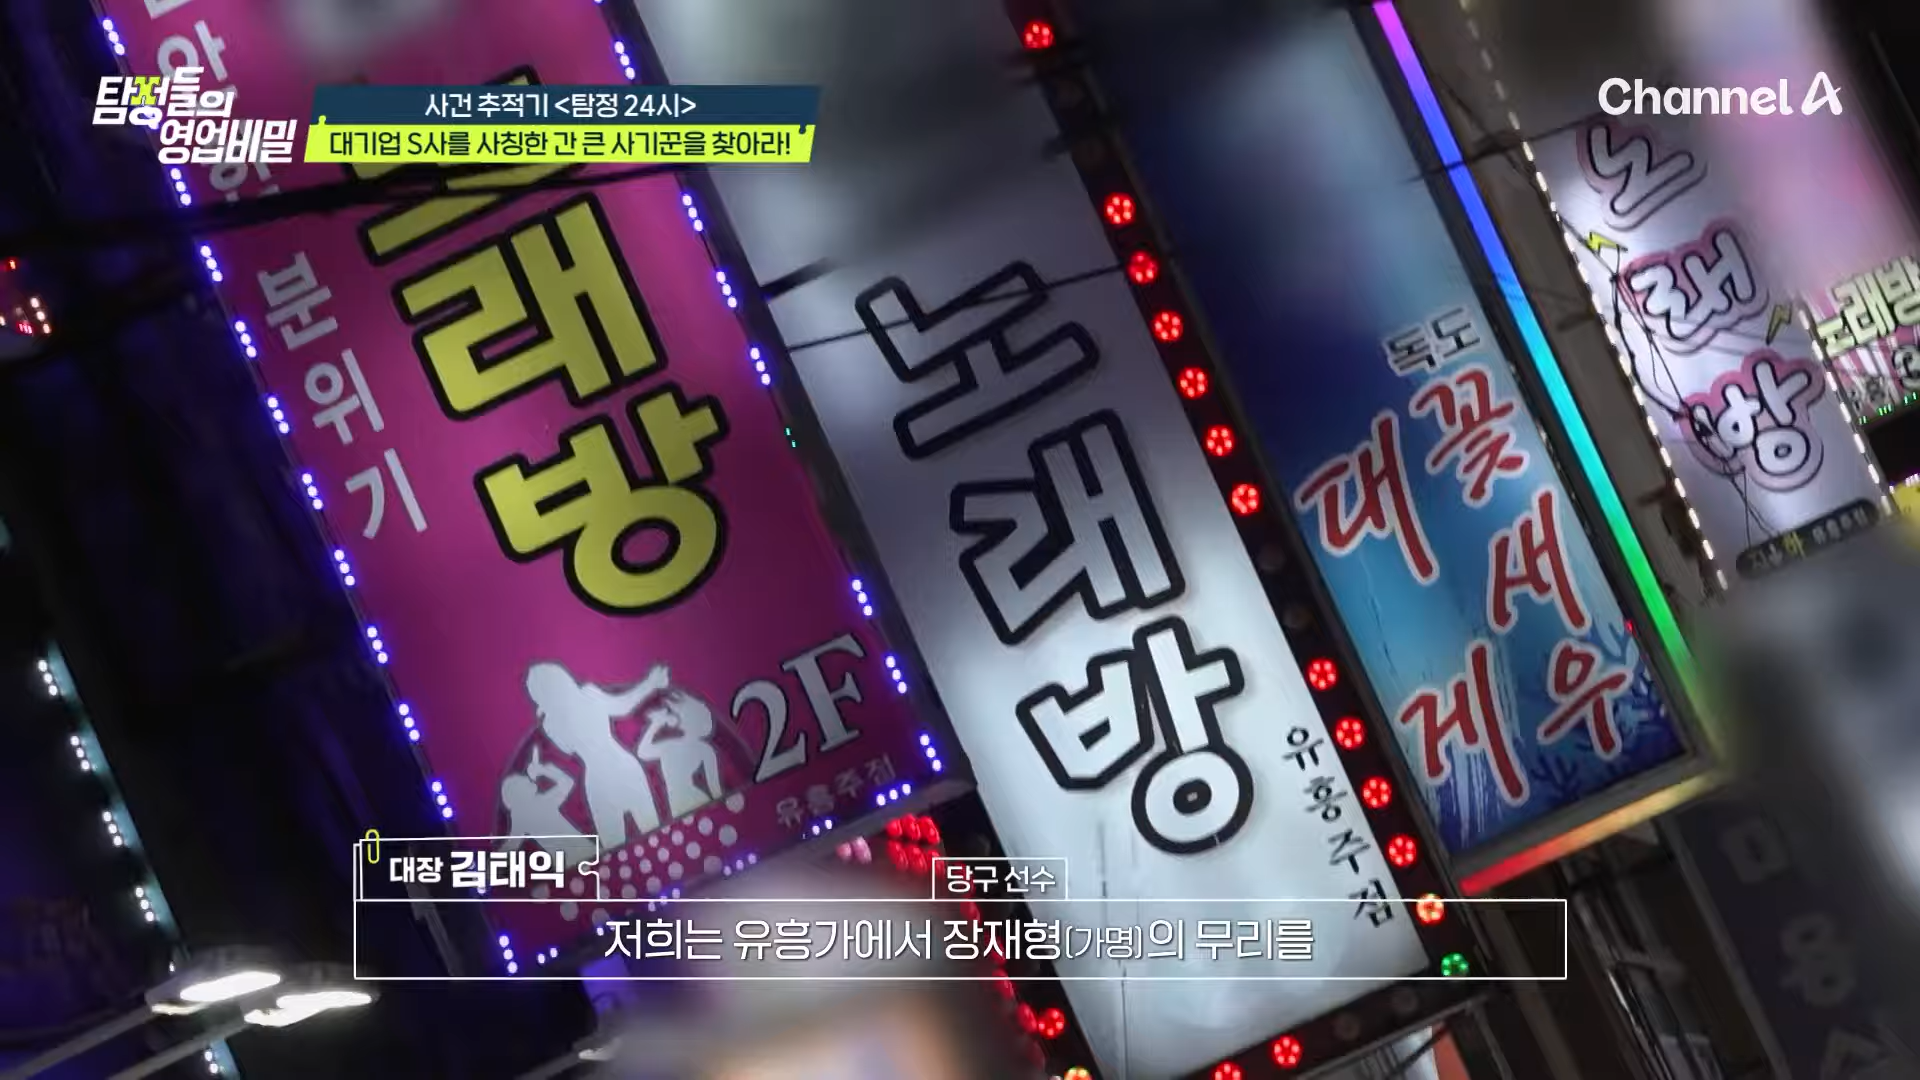 탐정들의
영업비밀
사건 추적기 <탐정 24시>
대기업 S사를 사칭한 간 큰 사기꾼을 찾아라!
Channel A
분위기
래방
2F
유흥주점
노래방
유흥주점
독도
대게
꽃새우
노래방
노래방
대장 김태익
당구 선수
저희는 유흥가에서 장재형(가명)의 무리를